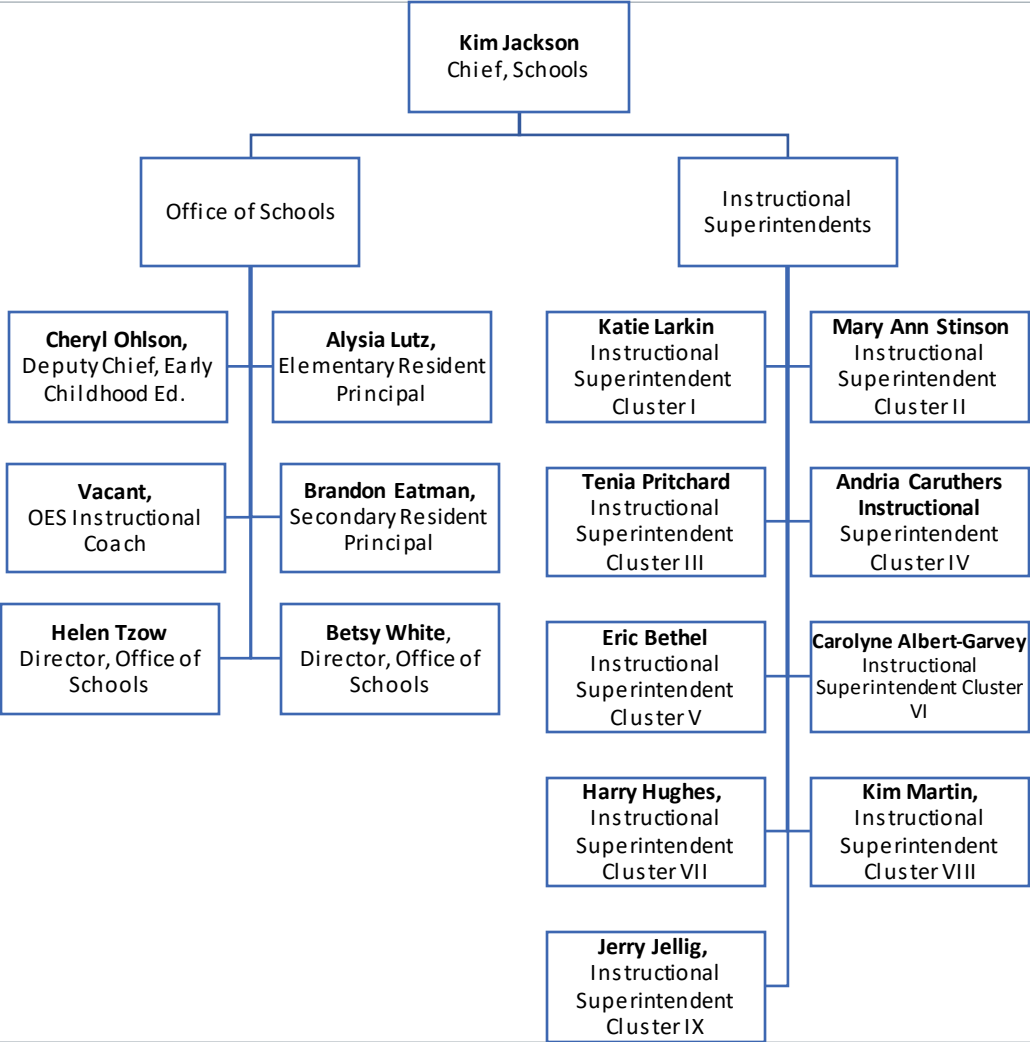 Kim Jackson
Chief, Schools
Office of Schools
Instructional
Superintendents
Cheryl Ohlson,
Deputy Chief, Early
Childhood Ed.
Alysia Lutz,
Elementary Resident
Principal
Vacant,
OES Instructional
Coach
Brandon Eatman,
Secondary Resident
Principal
Helen Tzow
Director, Office of
Schools
Betsy White,
Director, Office of
Schools
Katie Larkin
Instructional
Superintendent
Cluster I
Mary Ann Stinson
Instructional
Superintendent
Cluster II
Tenia Pritchard
Instructional
Superintendent
Cluster III
Andria Caruthers
Instructional
Superintendent
Cluster IV
Eric Bethel
Instructional
Superintendent
Cluster V
Carolyne Albert-Garvey
Instructional
Superintendent Cluster
VI
Harry Hughes,
Instructional
Superintendent
Cluster VII
Kim Martin,
Instructional
Superintendent
Cluster VIII
Jerry Jellig,
Instructional
Superintendent
Cluster IX